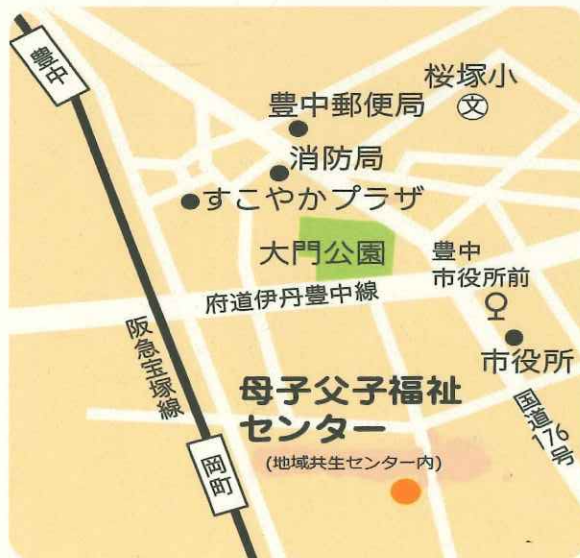 豊中
桜塚小
文
豊中郵便局
消防局
すこやかプラザ
大門公園
豊中
市役所前
府道伊丹豊中線
市役所
阪急宝塚線
母子父子福祉
センター
(地域共生センター内)
国道176号
岡町